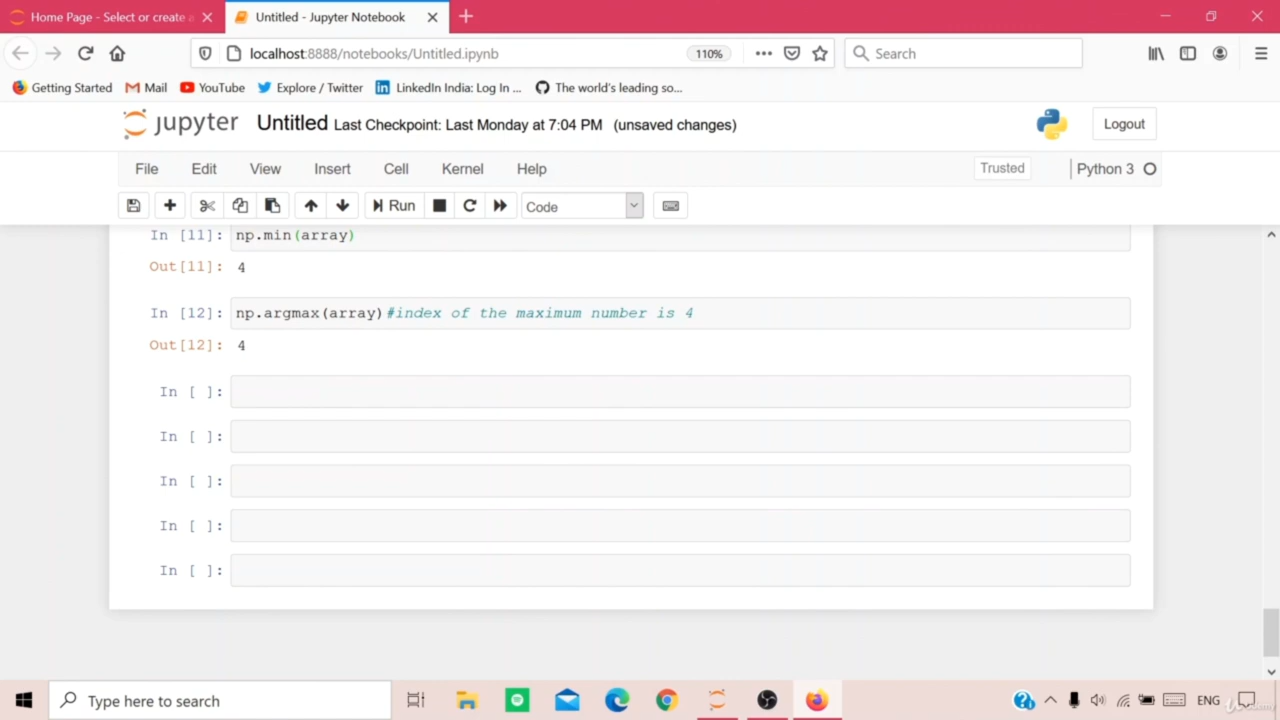 Home Page - Select or create a
Untitled - Jupyter Notebook
localhost:8888/notebooks/Untitled.ipynb
110%
Search
Getting Started
Mail
YouTube
Explore / Twitter
LinkedIn India: Log In ...
The world's leading so...
jupyter
Untitled Last Checkpoint: Last Monday at 7:04 PM (unsaved changes)
Logout
File Edit View Insert Cell Kernel Help
Trusted
Python 3
Run
Code
In [11]: np.min(array)
Out[11]: 4
In [12]: np.argmax(array)#index of the maximum number is 4
Out[12]: 4
In [ ]:
In [ ]:
In [ ]:
In [ ]:
In [ ]:
Type here to search
ENG